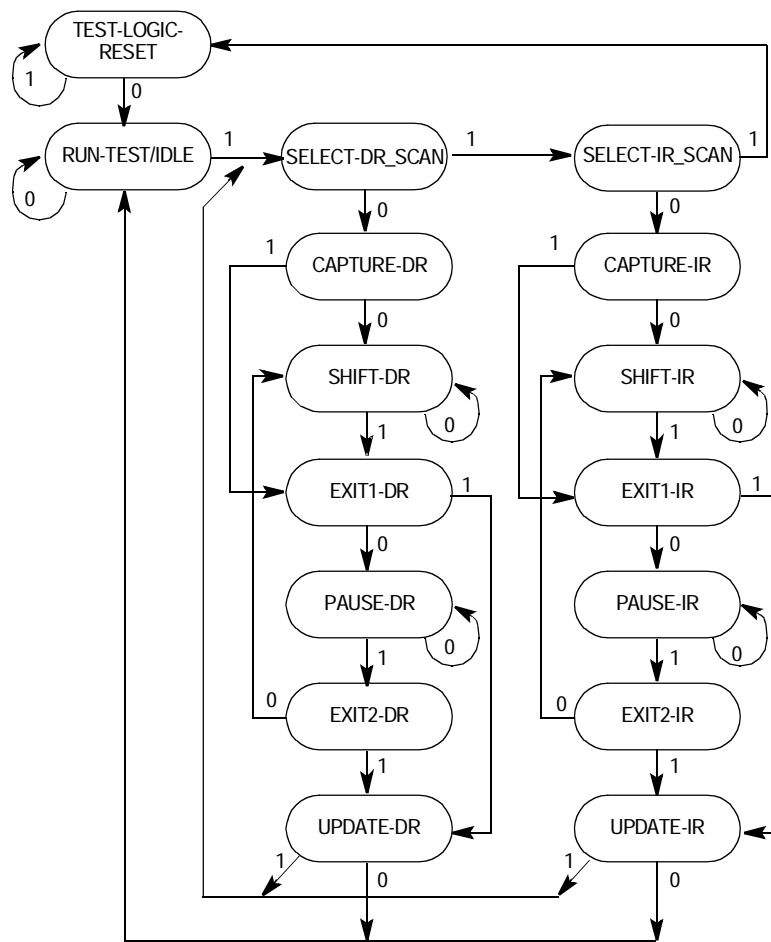 TEST-LOGIC-
RESET
1
0
RUN-TEST/IDLE
1
SELECT-DR_SCAN
1
SELECT-IR_SCAN
1
0
0
0
1
CAPTURE-DR
1
CAPTURE-IR
0
0
SHIFT-DR
SHIFT-IR
0
0
1
1
EXIT1-DR
1
EXIT1-IR
1
0
0
PAUSE-DR
PAUSE-IR
0
0
1
1
0
EXIT2-DR
0
EXIT2-IR
1
1
UPDATE-DR
UPDATE-IR
1
0
1
0